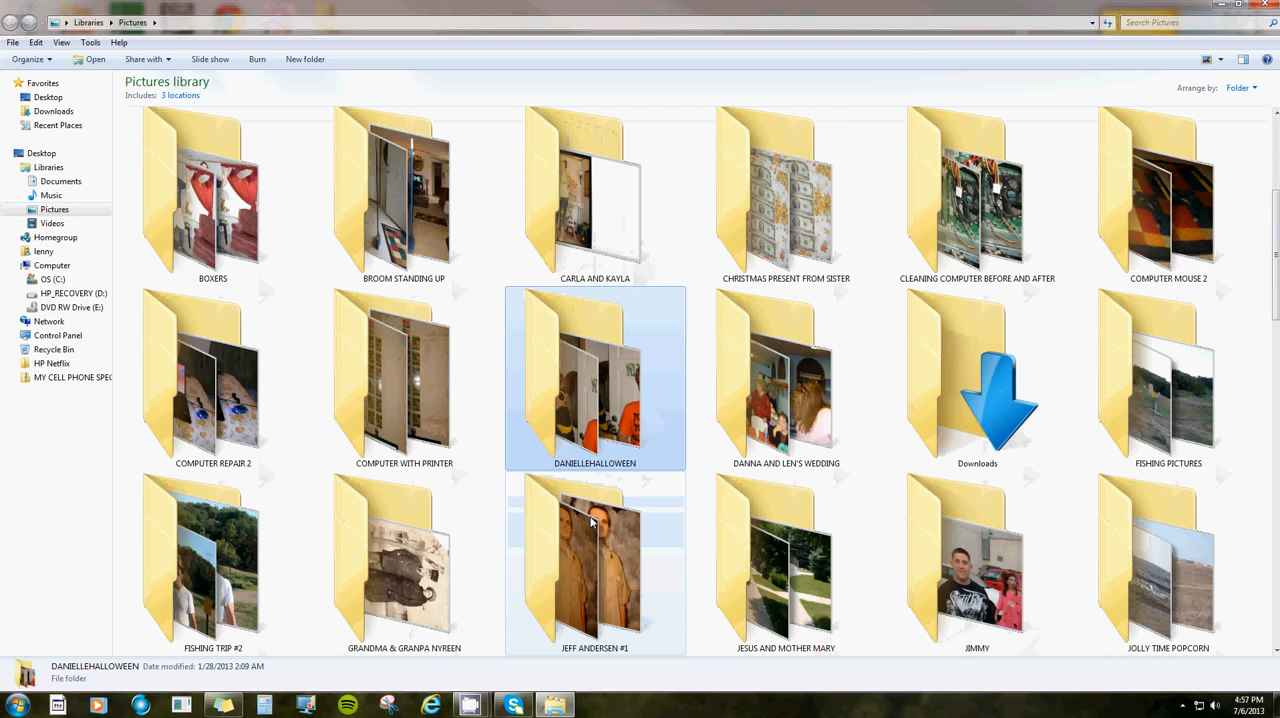 Libraries
Pictures
Search Pictures
File Edit View Tools Help
Organize Open Share with Slide show Burn New folder
Favorites
Desktop
Downloads
Recent Places
Desktop
Libraries
Documents
Music
Pictures
Videos
Homegroup
lenny
Computer
OS (C:)
HP_RECOVERY (D:)
DVD RW Drive (E:)
Network
Control Panel
Recycle Bin
HP Netflix
MY CELL PHONE SPEC
Pictures library
Includes: 3 locations
Arrange by: Folder
BOXERS
BROOM STANDING UP
CARLA AND KAYLA
CHRISTMAS PRESENT FROM SISTER
CLEANING COMPUTER BEFORE AND AFTER
COMPUTER MOUSE 2
COMPUTER REPAIR 2
COMPUTER WITH PRINTER
DANIELLEHALLOWEEN
DANNA AND LEN'S WEDDING
Downloads
FISHING PICTURES
FISHING TRIP #2
GRANDMA & GRANPA NYREEN
JEFF ANDERSEN #1
JESUS AND MOTHER MARY
JIMMY
JOLLY TIME POPCORN
DANIELLEHALLOWEEN Date modified: 1/28/2013 2:09 AM
File folder
4:57 PM
7/6/2013